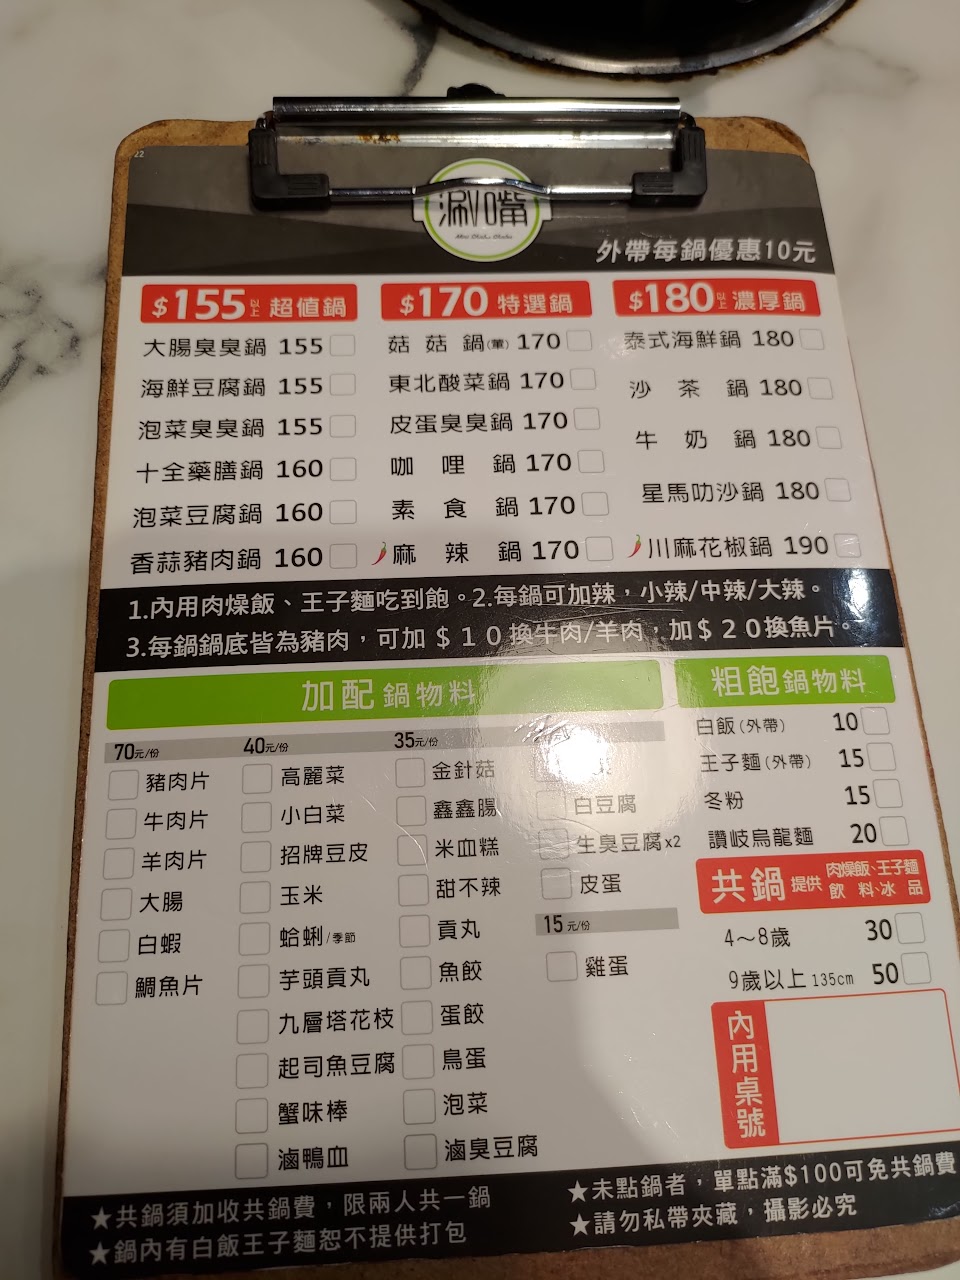 22
涮嘴
外帶每鍋優惠10元
$155以上 超值鍋
大腸臭臭鍋 155
海鮮豆腐鍋 155
泡菜臭臭鍋 155
十全藥膳鍋 160
泡菜豆腐鍋 160
香蒜豬肉鍋 160
$170 特選鍋
菇菇鍋(葷) 170
東北酸菜鍋 170
皮蛋臭臭鍋 170
咖哩鍋 170
素食鍋 170
麻辣鍋 170
$180以上 濃厚鍋
泰式海鮮鍋 180
沙茶鍋 180
牛奶鍋 180
星馬叻沙鍋 180
川麻花椒鍋 190
1.內用肉燥飯、王子麵吃到飽。2.每鍋可加辣，小辣/中辣/大辣。
3.每鍋鍋底皆為豬肉，可加＄１０換牛肉/羊肉，加＄２０換魚片。
加配鍋物料
70元/份
豬肉片
牛肉片
羊肉片
大腸
白蝦
鯛魚片
40元/份
高麗菜
小白菜
招牌豆皮
玉米
蛤蜊/季節
芋頭貢丸
九層塔花枝
起司魚豆腐
蟹味棒
滷鴨血
35元/份
金針菇
鑫鑫腸
米血糕
甜不辣
貢丸
魚餃
蛋餃
鳥蛋
泡菜
滷臭豆腐
白豆腐
生臭豆腐x2
皮蛋
15元/份
雞蛋
粗飽鍋物料
白飯(外帶) 10
王子麵(外帶) 15
冬粉 15
讚岐烏龍麵 20
共鍋 提供 肉燥飯、王子麵
飲料、冰品
4～8歲 30
9歲以上 135cm 50
內用桌號
★共鍋須加收共鍋費，限兩人共一鍋
★鍋內有白飯王子麵恕不提供打包
★未點鍋者，單點滿$100可免共鍋費
★請勿私帶夾藏，攝影必究